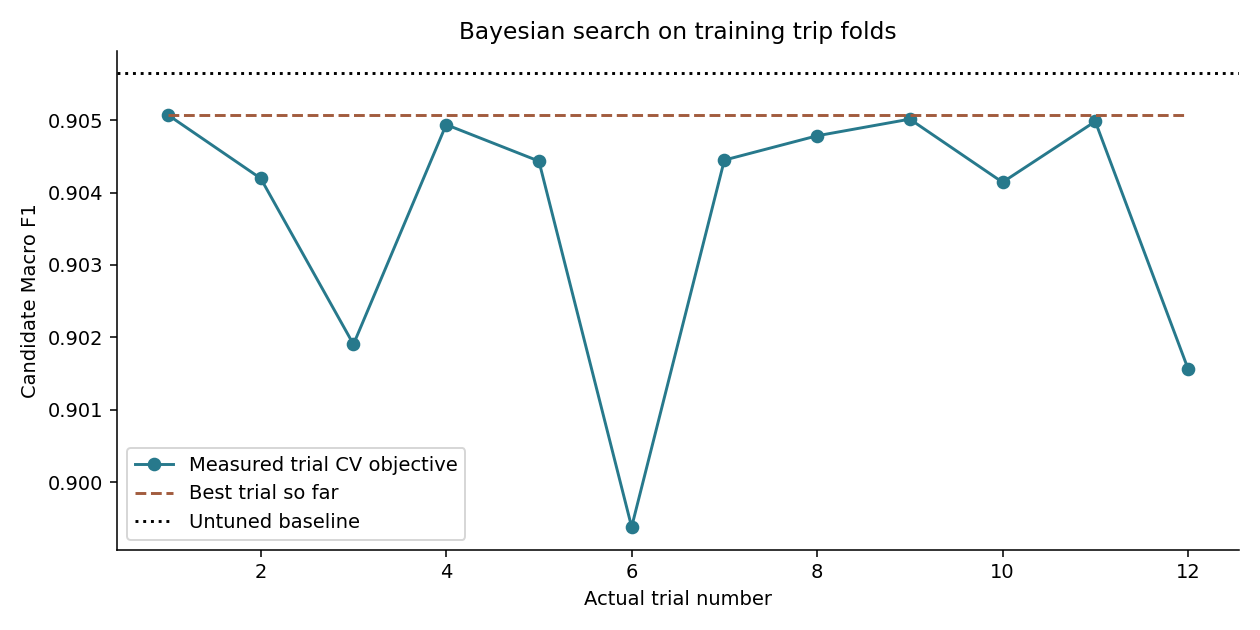 Bayesian search on training trip folds
Candidate Macro F1
0.905
0.904
0.903
0.902
0.901
0.900
Measured trial CV objective
Best trial so far
Untuned baseline
2 4 6 8 10 12
Actual trial number